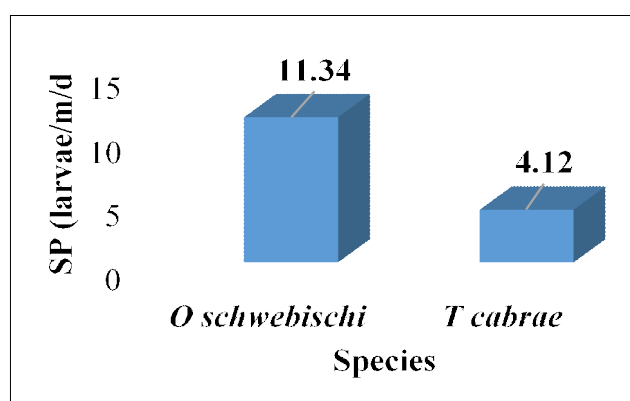 SP (larvae/m/d
15
10
5
0
11.34
4.12
O schwebischi
T cabrae
Species